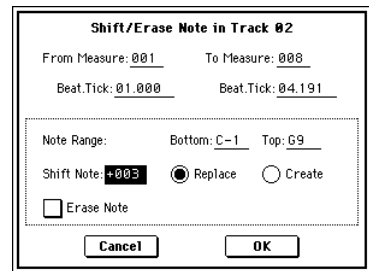 Shift/Erase Note in Track 02
From Measure: 001 To Measure: 008
Beat.Tick: 01.000 Beat.Tick: 04.191
Note Range: Bottom: C-1 Top: G9
Shift Note: +003 Replace Create
Erase Note
Cancel OK